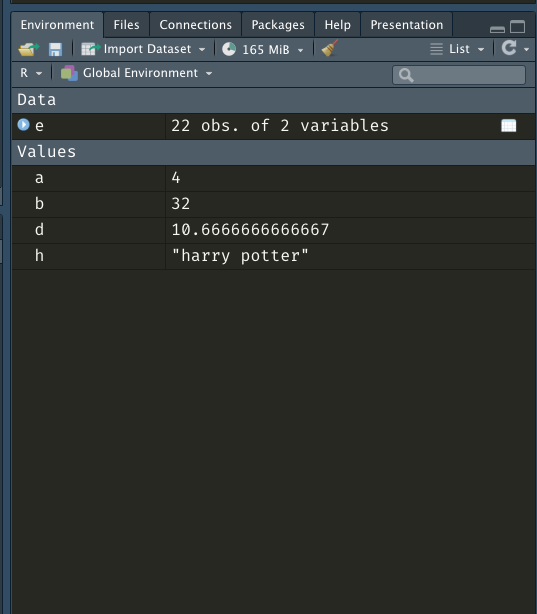 Environment Files Connections Packages Help Presentation
Import Dataset 165 MiB List
R Global Environment
Data
e 22 obs. of 2 variables
Values
a 4
b 32
d 10.6666666666667
h "harry potter"